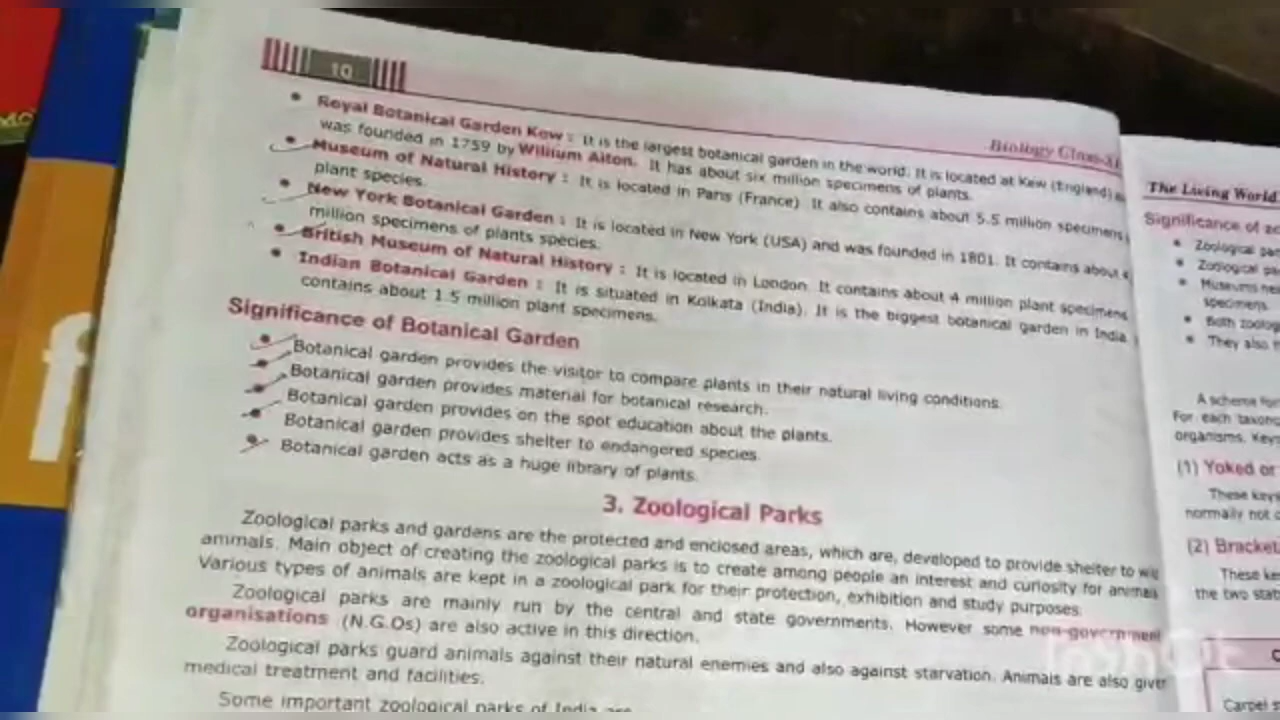 10
Biology Class-XI
Royal Botanical Garden Kew : It is the largest botanical garden in the world. It is located at Kew (England)
was founded in 1759 by Willium Aiton. It has about six million specimens of plants.
Museum of Natural History : It is located in Paris (France) It also contains about 5.5 million specimens
plant species.
New York Botanical Garden : It is located in New York (USA) and was founded in 1801. It contains about
million specimens of plants species.
British Museum of Natural History : It is located in London It contains about 4 million plant specimens
Indian Botanical Garden : It is situated in Kolkata (India). It is the biggest botanical garden in India
contains about 1.5 million plant specimens.
Significance of Botanical Garden
Botanical garden provides the visitor to compare plants in their natural living conditions.
Botanical garden provides material for botanical research.
Botanical garden provides on the spot education about the plants.
Botanical garden provides shelter to endangered species.
Botanical garden acts as a huge library of plants.
3. Zoological Parks
Zoological parks and gardens are the protected and enclosed areas, which are, developed to provide shelter to
animals. Main object of creating the zoological parks is to create among people an interest and curiosity for animals
Various types of animals are kept in a zoological park for their protection, exhibition and study purposes.
Zoological parks are mainly run by the central and state governments. However some non-government
organisations (N.G.Os) are also active in this direction.
Zoological parks guard animals against their natural enemies and also against starvation. Animals are also given
medical treatment and facilities.
Some important zoological parks of India are
The Living World
Significance of
Zoological
Zoological
Museums
specimens
Both
They also
A scheme for
For each
organisms.
(1) Yoked or
These keys
normally not
(2)
These
the two
Carpel